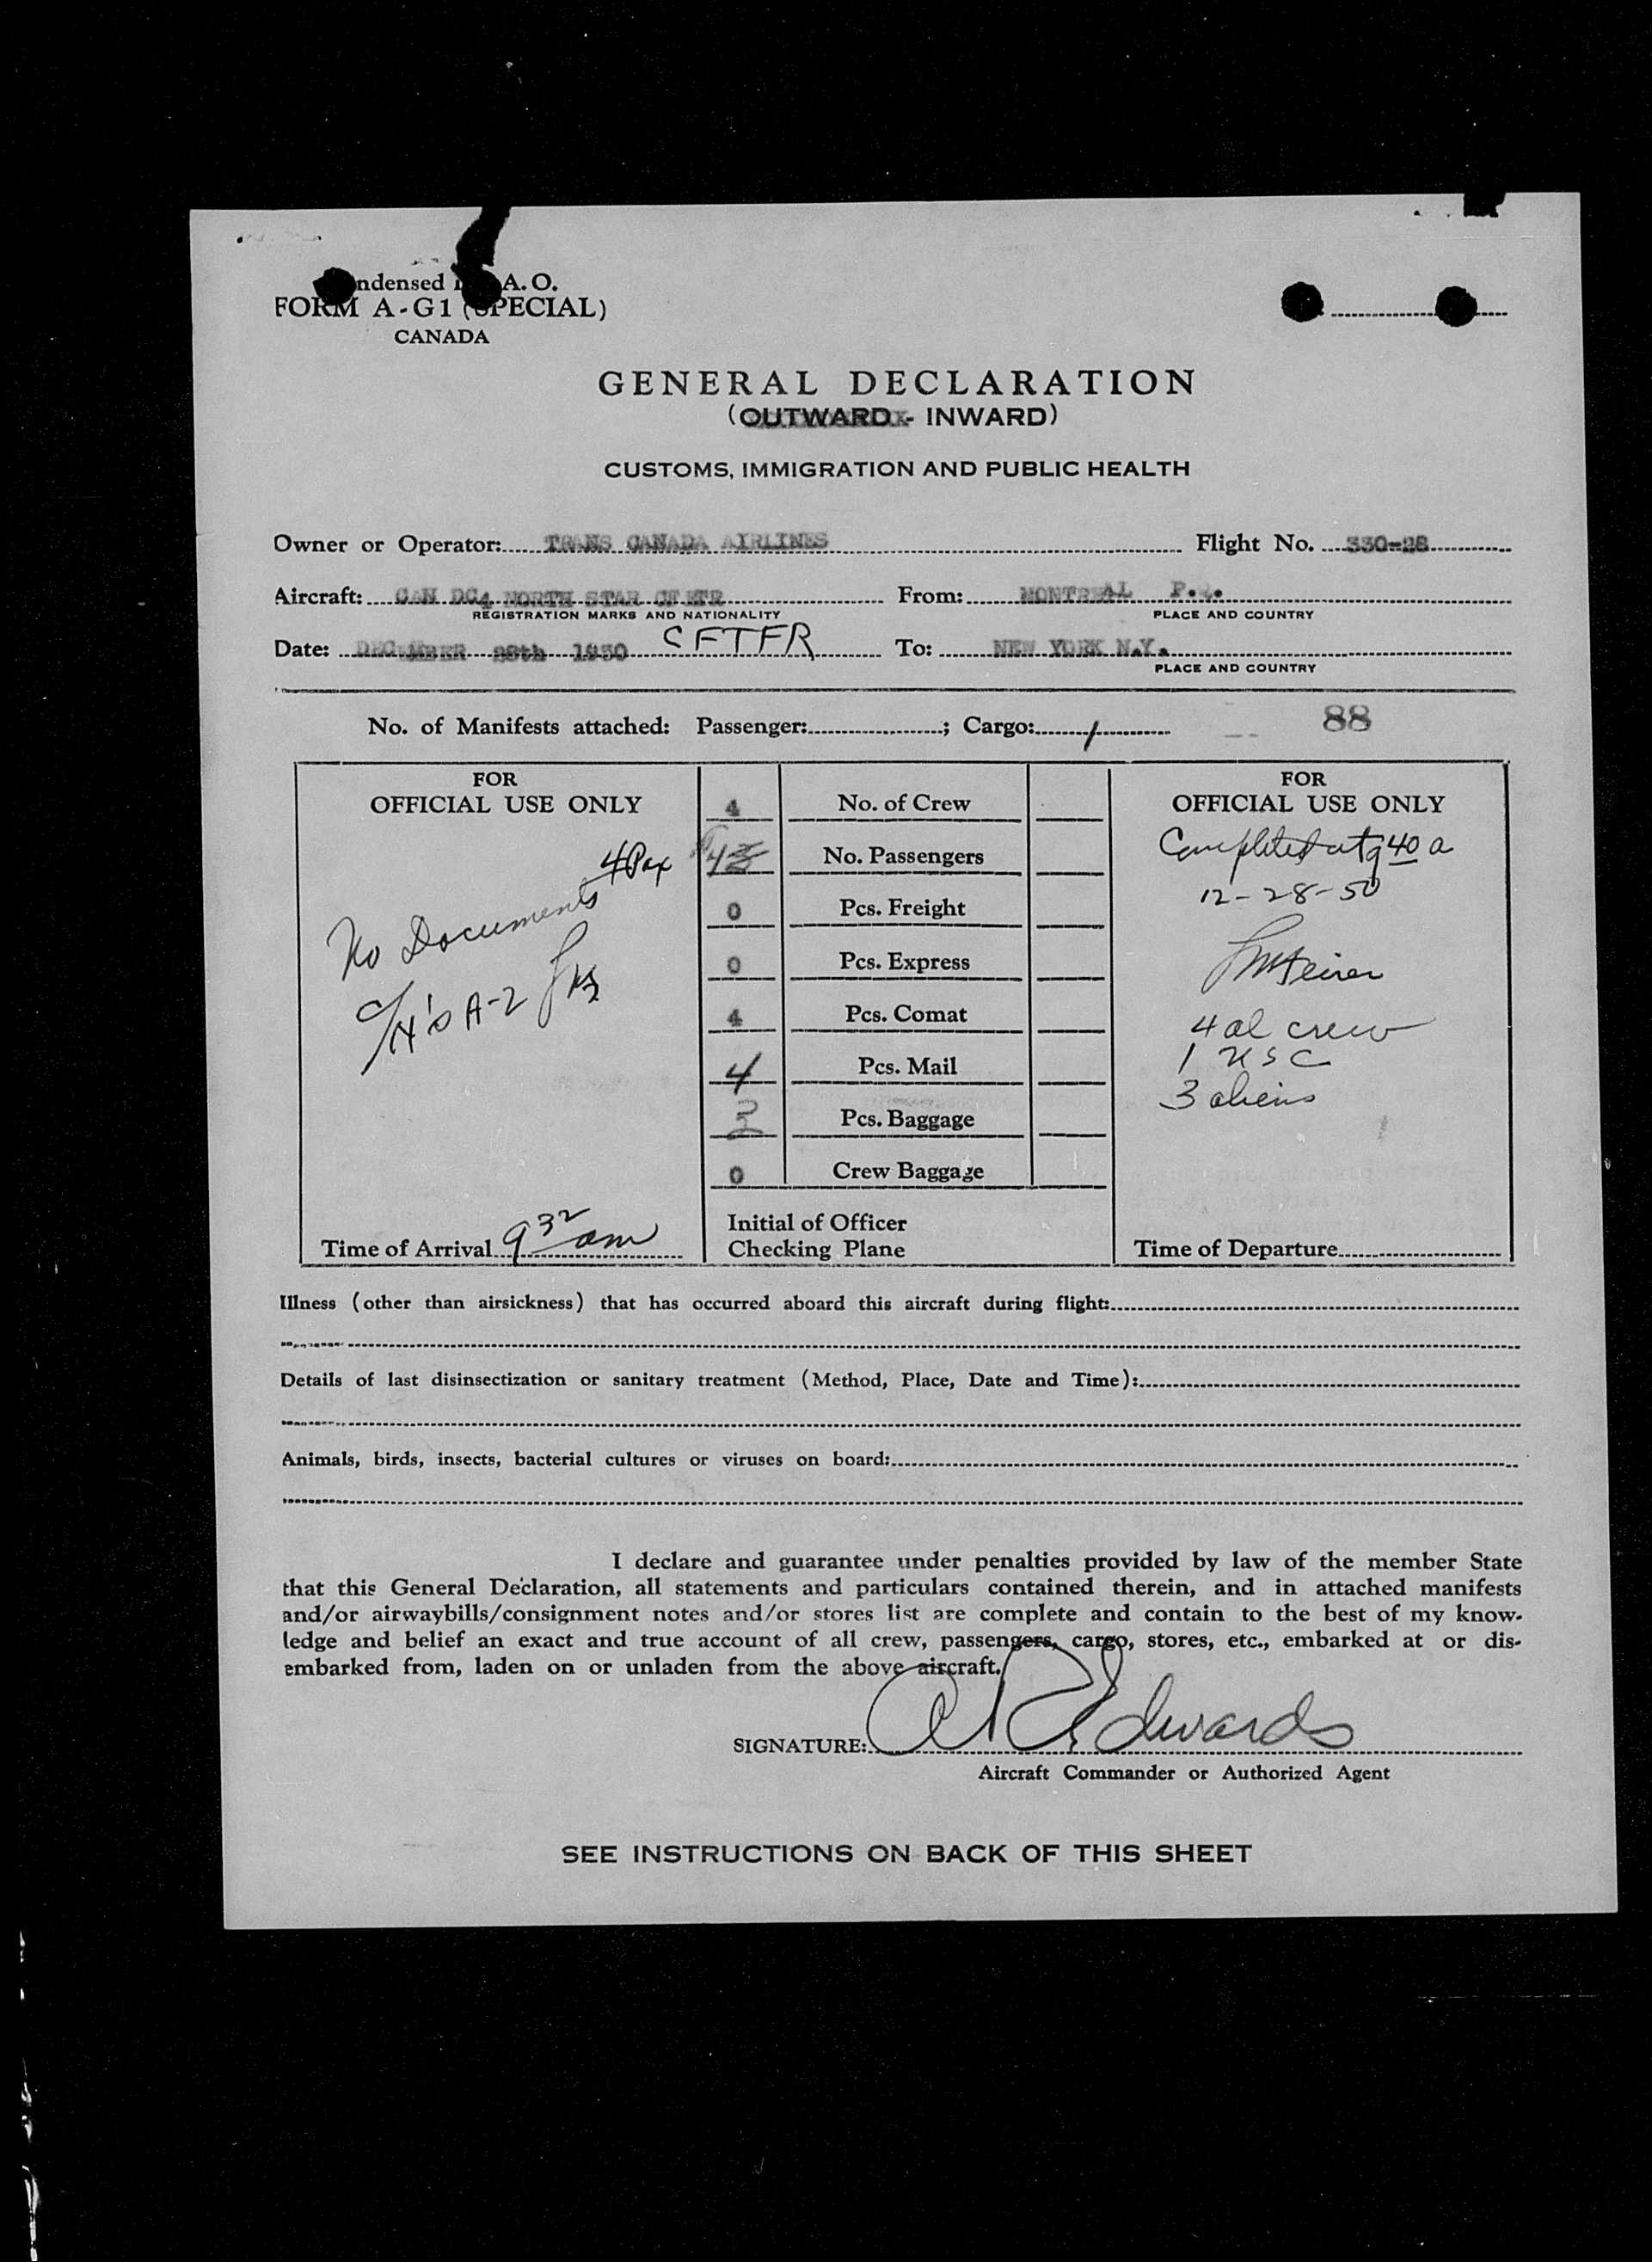 ndensed A. O.
FORM A-G1 (SPECIAL)
CANADA
GENERAL DECLARATION
(OUTWARD - INWARD)
CUSTOMS, IMMIGRATION AND PUBLIC HEALTH
Owner or Operator: TRANS CANADA AIRLINES Flight No. 330-28
Aircraft: CAN DC4 NORTH STAR CF From: MONTREAL P.Q.
REGISTRATION MARKS AND NATIONALITY PLACE AND COUNTRY
Date: DECEMBER 28th 1950 CFTFR To: NEW YORK N.Y.
PLACE AND COUNTRY
No. of Manifests attached: Passenger: ; Cargo: 1 88
FOR
OFFICIAL USE ONLY
4 Pax
No Documents
A-2
Time of Arrival 9 32 am
4 No. of Crew
4 No. Passengers
0 Pcs. Freight
0 Pcs. Express
4 Pcs. Comat
4 Pcs. Mail
Pcs. Baggage
0 Crew Baggage
Initial of Officer
Checking Plane
FOR
OFFICIAL USE ONLY
Completed at 9 40 a
12-28-50
4 al crew
1 USC
3 aliens
Time of Departure
Illness (other than airsickness) that has occurred aboard this aircraft during flight:
Details of last disinsectization or sanitary treatment (Method, Place, Date and Time):
Animals, birds, insects, bacterial cultures or viruses on board:
I declare and guarantee under penalties provided by law of the member State
that this General Declaration, all statements and particulars contained therein, and in attached manifests
and/or airwaybills/consignment notes and/or stores list are complete and contain to the best of my know-
ledge and belief an exact and true account of all crew, passengers, cargo, stores, etc., embarked at or dis-
embarked from, laden on or unladen from the above aircraft.
SIGNATURE: Edwards
Aircraft Commander or Authorized Agent
SEE INSTRUCTIONS ON BACK OF THIS SHEET